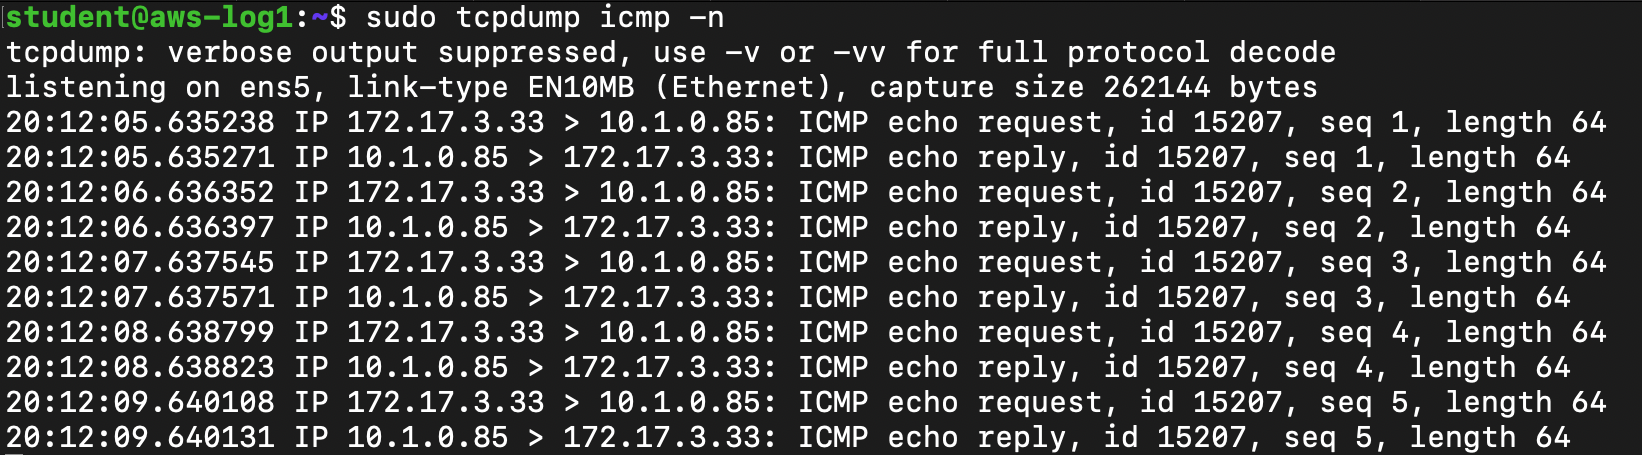 student@aws-log1:~$ sudo tcpdump icmp -n
tcpdump: verbose output suppressed, use -v or -vv for full protocol decode
listening on ens5, link-type EN10MB (Ethernet), capture size 262144 bytes
20:12:05.635238 IP 172.17.3.33 > 10.1.0.85: ICMP echo request, id 15207, seq 1, length 64
20:12:05.635271 IP 10.1.0.85 > 172.17.3.33: ICMP echo reply, id 15207, seq 1, length 64
20:12:06.636352 IP 172.17.3.33 > 10.1.0.85: ICMP echo request, id 15207, seq 2, length 64
20:12:06.636397 IP 10.1.0.85 > 172.17.3.33: ICMP echo reply, id 15207, seq 2, length 64
20:12:07.637545 IP 172.17.3.33 > 10.1.0.85: ICMP echo request, id 15207, seq 3, length 64
20:12:07.637571 IP 10.1.0.85 > 172.17.3.33: ICMP echo reply, id 15207, seq 3, length 64
20:12:08.638799 IP 172.17.3.33 > 10.1.0.85: ICMP echo request, id 15207, seq 4, length 64
20:12:08.638823 IP 10.1.0.85 > 172.17.3.33: ICMP echo reply, id 15207, seq 4, length 64
20:12:09.640108 IP 172.17.3.33 > 10.1.0.85: ICMP echo request, id 15207, seq 5, length 64
20:12:09.640131 IP 10.1.0.85 > 172.17.3.33: ICMP echo reply, id 15207, seq 5, length 64